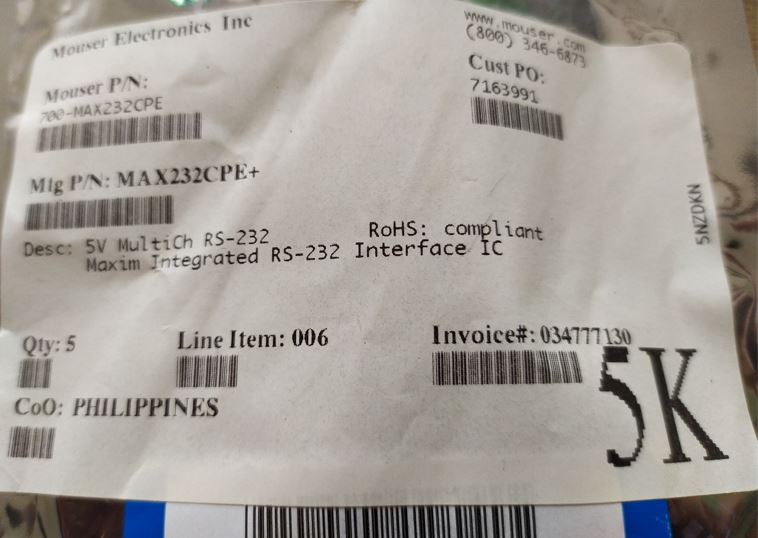 Mouser Electronics Inc
www.mouser.com
(800) 346-6873
Mouser P/N:
700-MAX232CPE
Cust PO:
7163991
Mfg P/N: MAX232CPE+
Desc: 5V MultiCh RS-232 RoHS: compliant
Maxim Integrated RS-232 Interface IC
5NZDKN
Qty: 5 Line Item: 006 Invoice#: 034777130
CoO: PHILIPPINES
5K